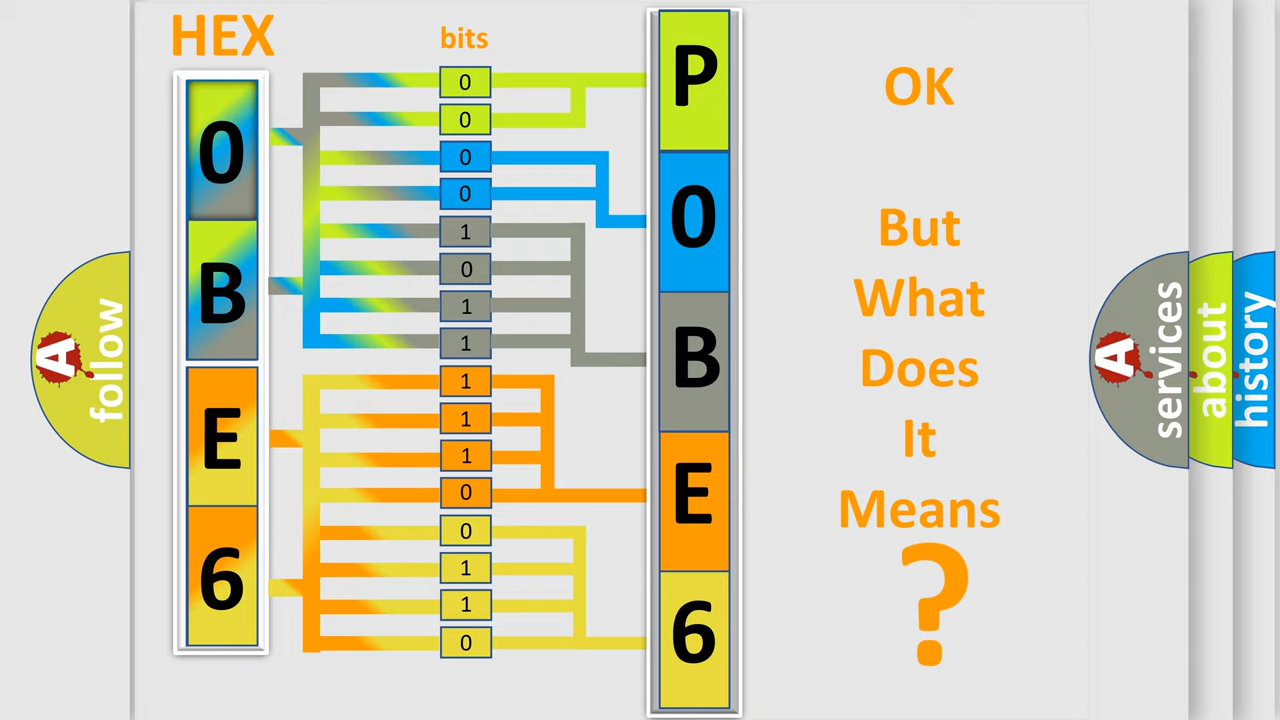 HEX
bits
0
B
E
6
0
0
0
0
1
0
1
1
1
1
1
0
0
1
1
0
P
0
B
E
6
OK
But
What
Does
It
Means
?
A
follow
A
services
about
history